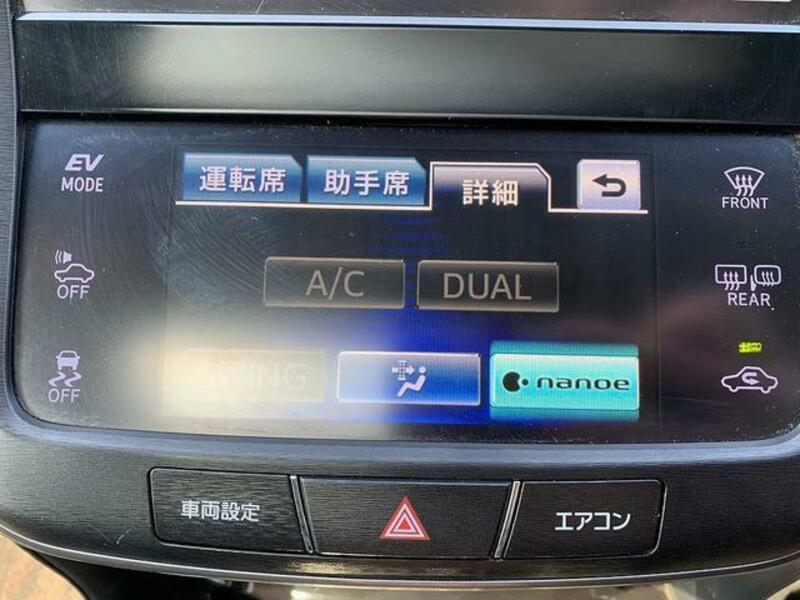 EV
MODE
運転席
助手席
詳細
FRONT
OFF
A/C
DUAL
REAR
OFF
SWING
nanoe
車両設定
エアコン